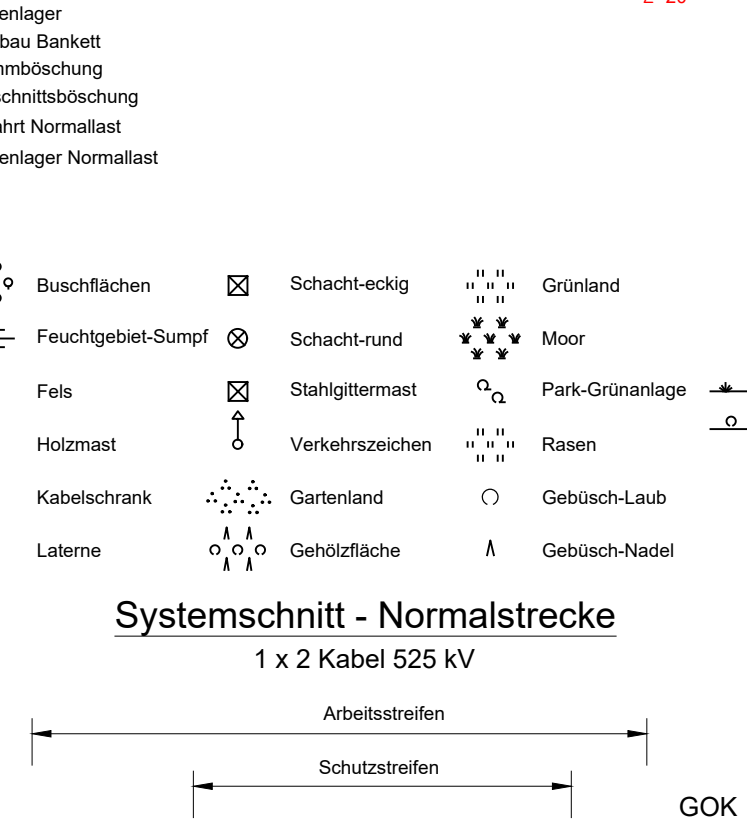 enlager
bau Bankett
mböschung
schnittsböschung
hrt Normallast
enlager Normallast
Buschflächen Schacht-eckig Grünland
Feuchtgebiet-Sumpf Schacht-rund Moor
Fels Stahlgittermast Park-Grünanlage
Holzmast Verkehrszeichen Rasen
Kabelschrank Gartenland Gebüsch-Laub
Laterne Gehölzfläche Gebüsch-Nadel
Systemschnitt - Normalstrecke
1 x 2 Kabel 525 kV
Arbeitsstreifen
Schutzstreifen
GOK